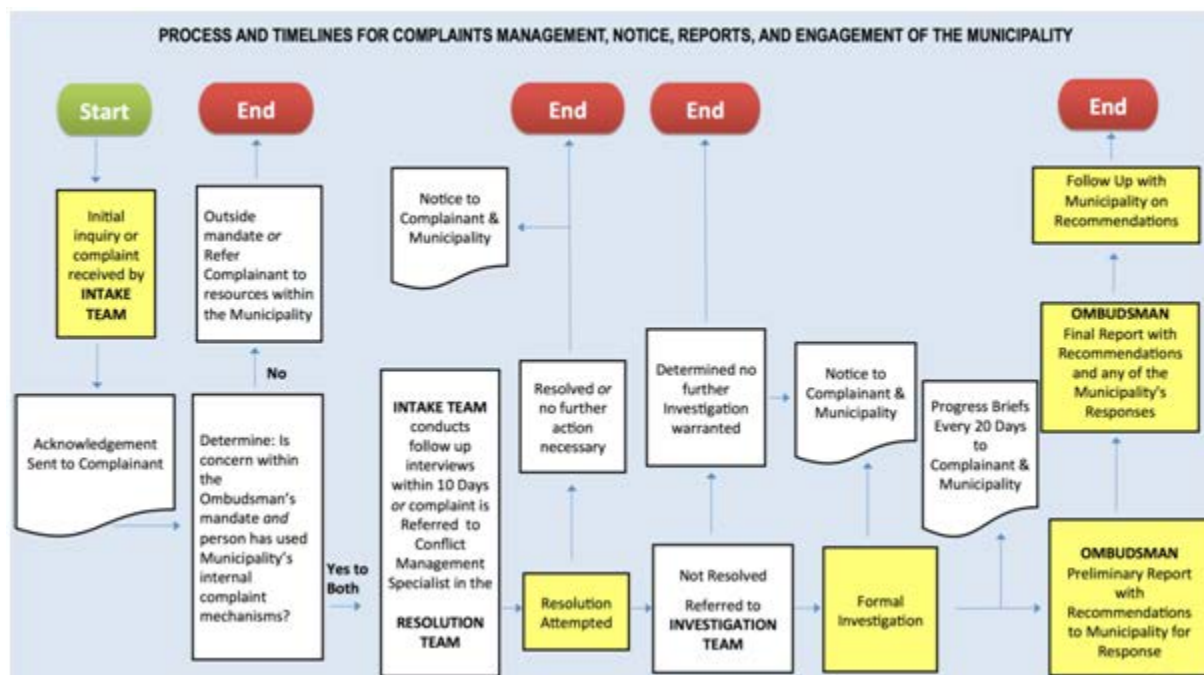 PROCESS AND TIMELINES FOR COMPLAINTS MANAGEMENT, NOTICE, REPORTS, AND ENGAGEMENT OF THE MUNICIPALITY
Start
End
End
End
End
Initial
inquiry or
complaint
received by
INTAKE
TEAM
Outside
mandate or
Refer
Complainant to
resources within
the Municipality
Notice to
Complainant &
Municipality
Follow Up with
Municipality on
Recommendations
No
Acknowledgement
Sent to Complainant
Determine: Is
concern within
the
Ombudsman's
mandate and
person has used
Municipality's
internal
complaint
mechanisms?
Yes to
Both
INTAKE TEAM
conducts
follow up
interviews
within 10 Days
or complaint is
Referred to
Conflict
Management
Specialist in the
RESOLUTION
TEAM
Resolved or
no further
action
necessary
Resolution
Attempted
Determined no
further
Investigation
warranted
Not Resolved
Referred to
INVESTIGATION
TEAM
Notice to
Complainant &
Municipality
Formal
Investigation
Progress Briefs
Every 20 Days
to
Complainant &
Municipality
OMBUDSMAN
Final Report with
Recommendations
and any of the
Municipality's
Responses
OMBUDSMAN
Preliminary Report
with
Recommendations
to Municipality for
Response